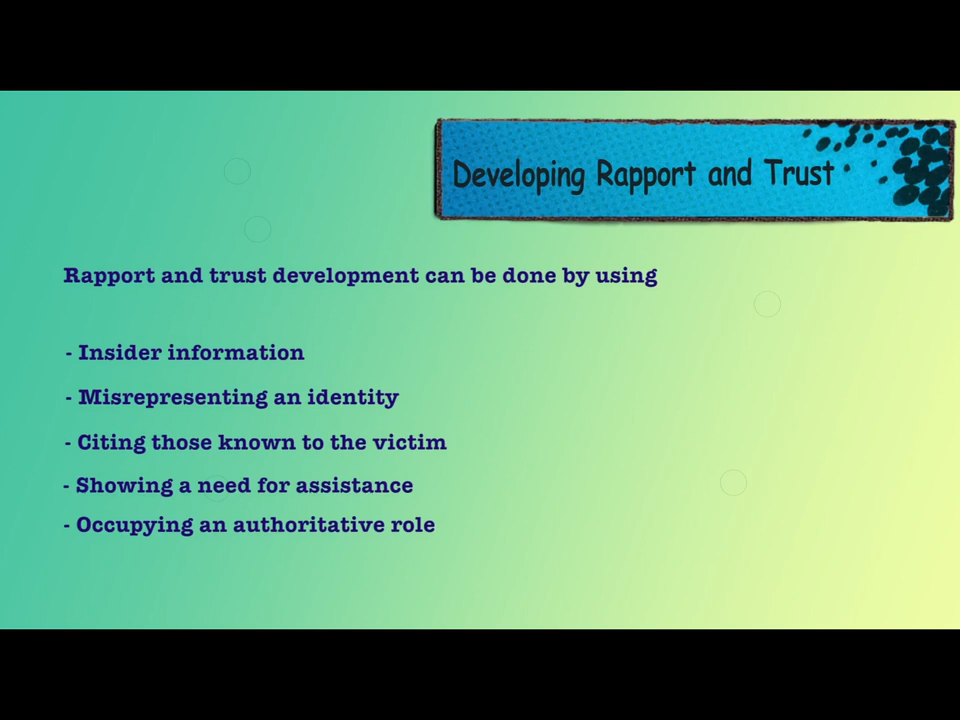 Developing Rapport and Trust
Rapport and trust development can be done by using
- Insider information
- Misrepresenting an identity
- Citing those known to the victim
- Showing a need for assistance
- Occupying an authoritative role